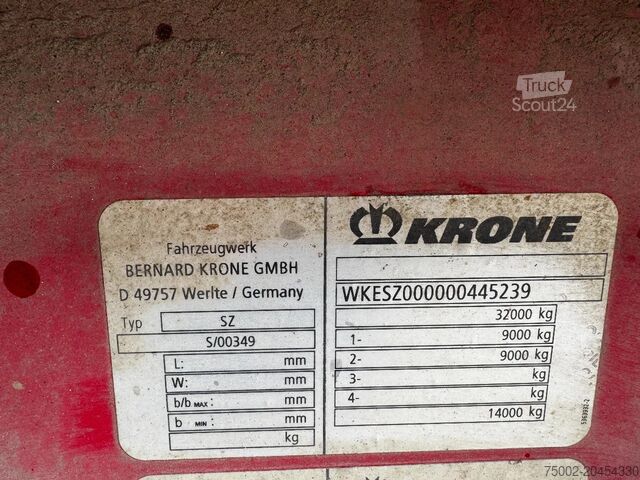 Truck
Scout24
Fahrzeugwerk
BERNARD KRONE GMBH
D 49757 Werlte / Germany
Typ SZ
S/00349
L: mm
W: mm
b/b MAX : mm
b MIN : mm
kg
KRONE
WKESZ000000445239
32000 kg
1- 9000 kg
2- 9000 kg
3- kg
4- kg
14000 kg
75002-20454330